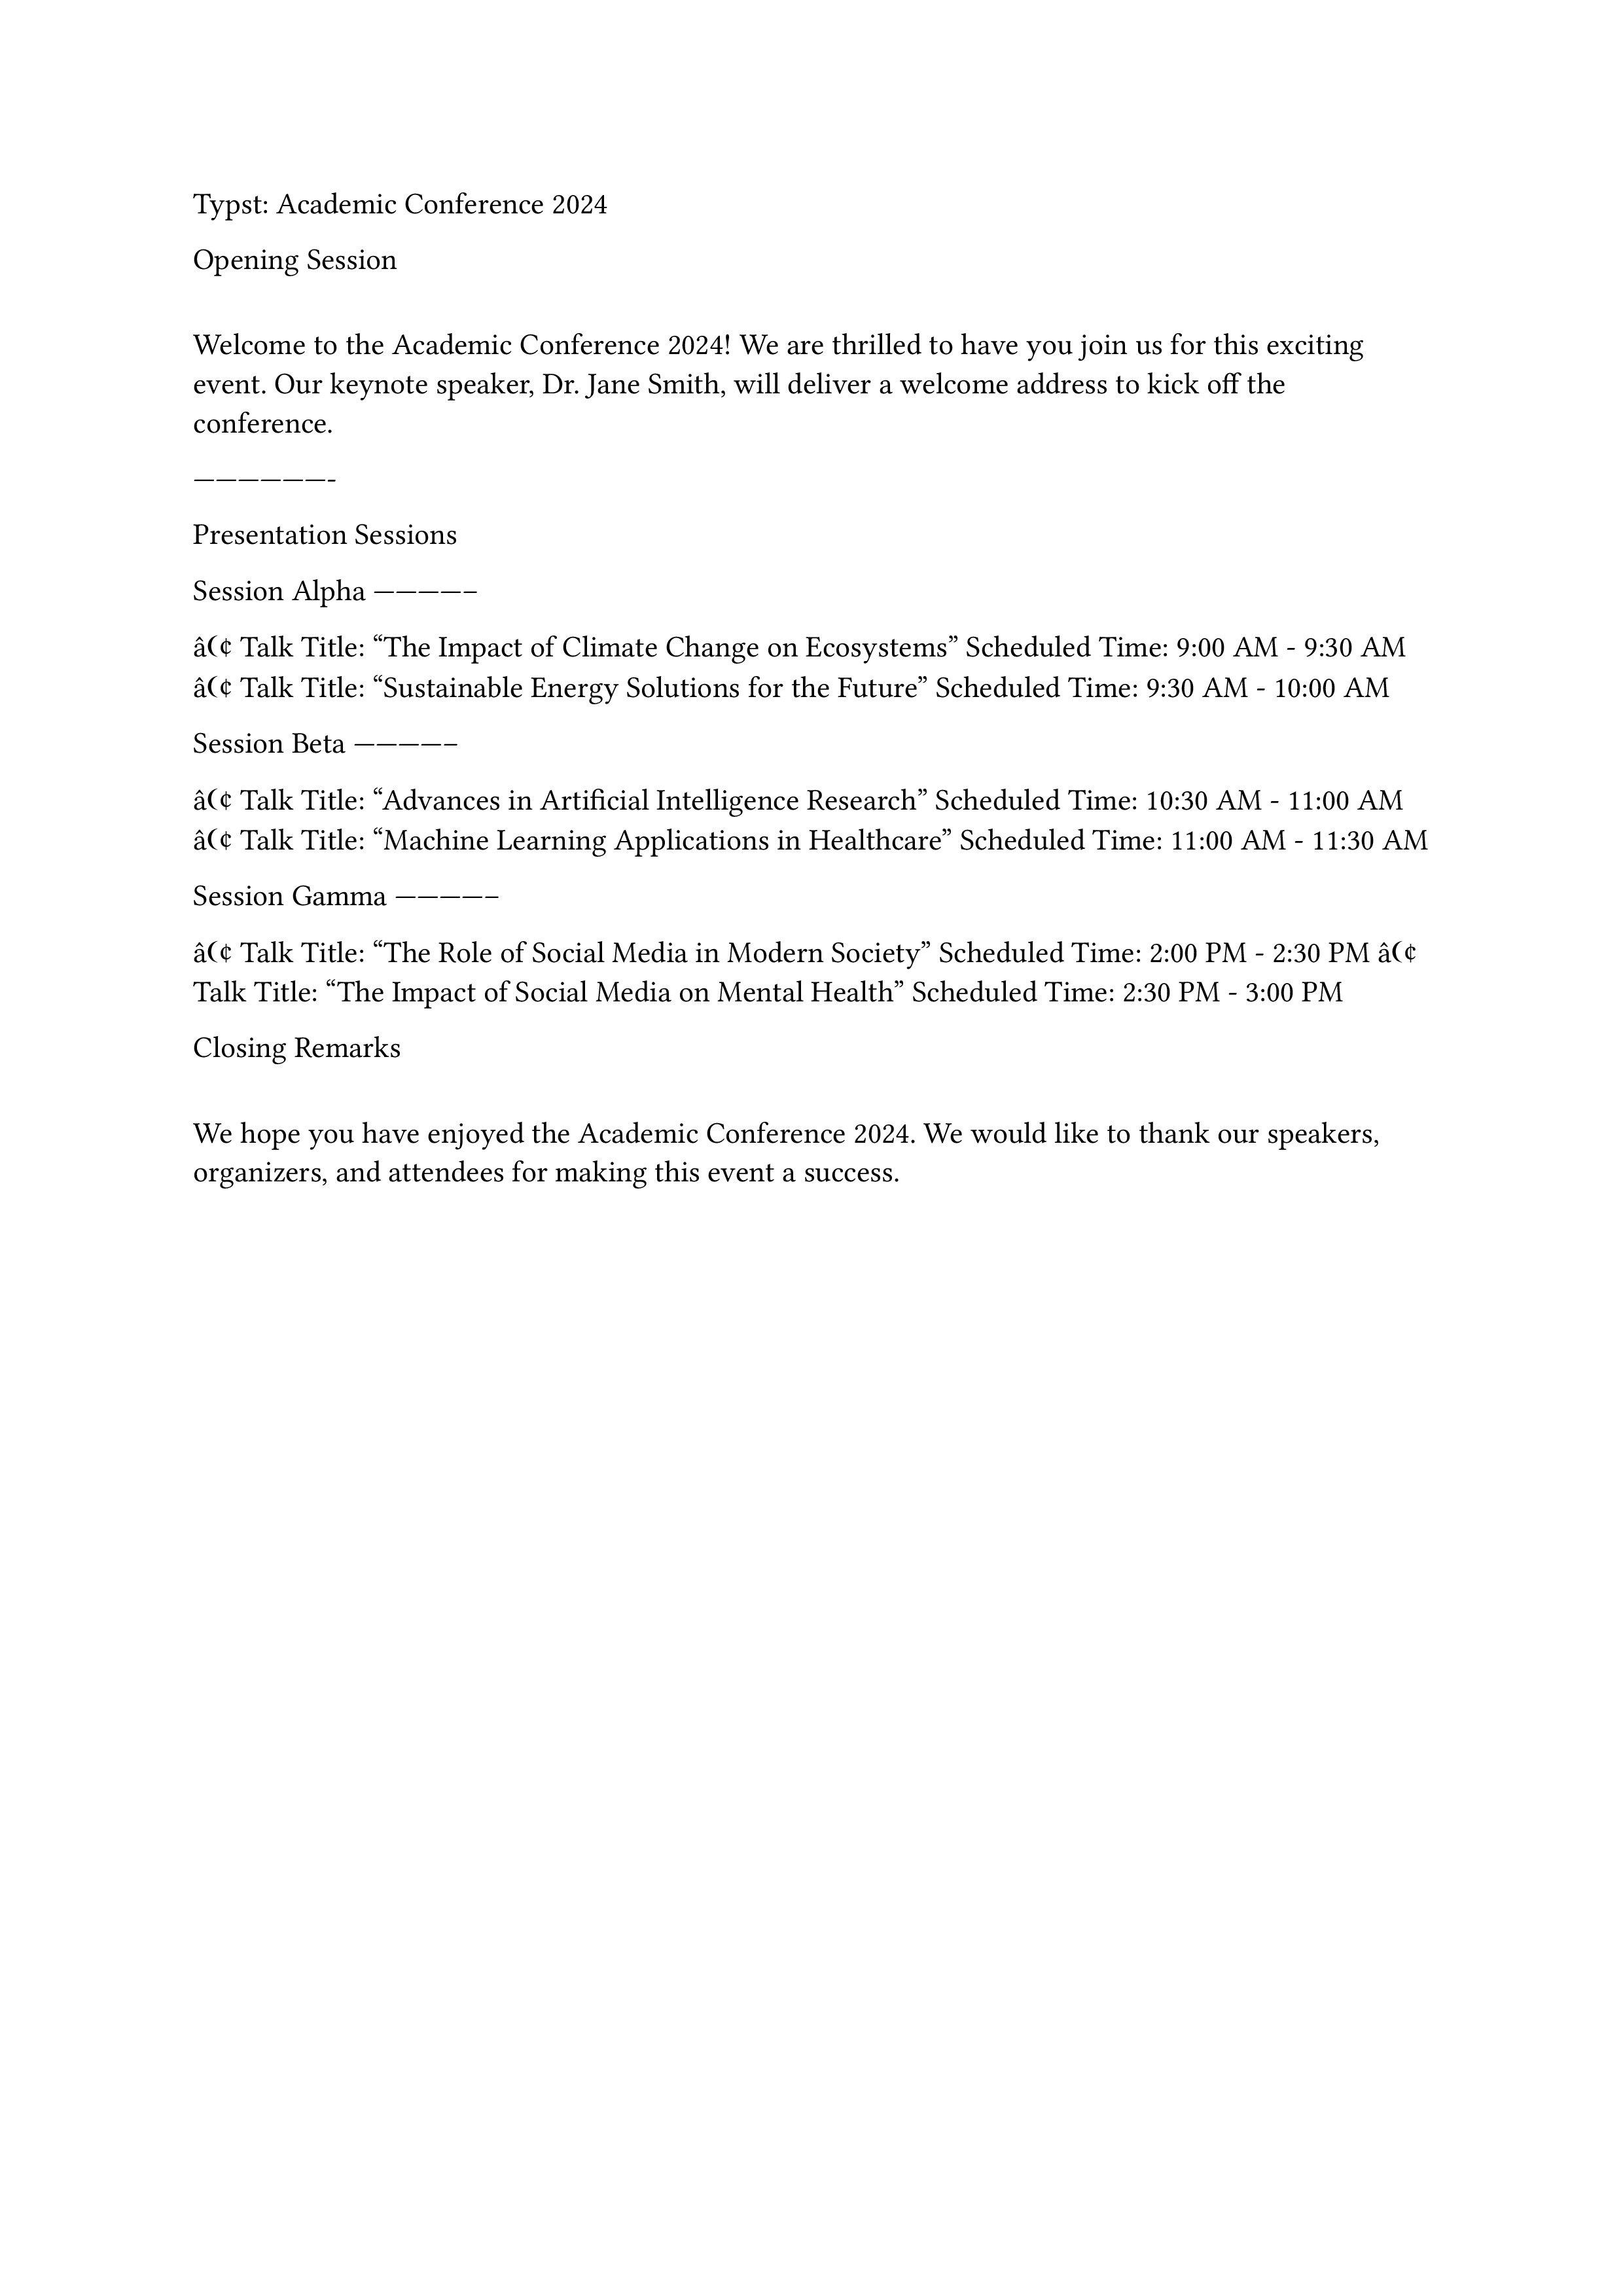 Typst: Academic Conference 2024
Opening Session
Welcome to the Academic Conference 2024! We are thrilled to have you join us for this exciting
event. Our keynote speaker, Dr. Jane Smith, will deliver a welcome address to kick off the
conference.
——————-
Presentation Sessions
Session Alpha ————–
â(¢ Talk Title: “The Impact of Climate Change on Ecosystems” Scheduled Time: 9:00 AM - 9:30 AM
â(¢ Talk Title: “Sustainable Energy Solutions for the Future” Scheduled Time: 9:30 AM - 10:00 AM
Session Beta ————–
â(¢ Talk Title: “Advances in Artificial Intelligence Research” Scheduled Time: 10:30 AM - 11:00 AM
â(¢ Talk Title: “Machine Learning Applications in Healthcare” Scheduled Time: 11:00 AM - 11:30 AM
Session Gamma ————–
â(¢ Talk Title: “The Role of Social Media in Modern Society” Scheduled Time: 2:00 PM - 2:30 PM â(¢
Talk Title: “The Impact of Social Media on Mental Health” Scheduled Time: 2:30 PM - 3:00 PM
Closing Remarks
We hope you have enjoyed the Academic Conference 2024. We would like to thank our speakers,
organizers, and attendees for making this event a success.